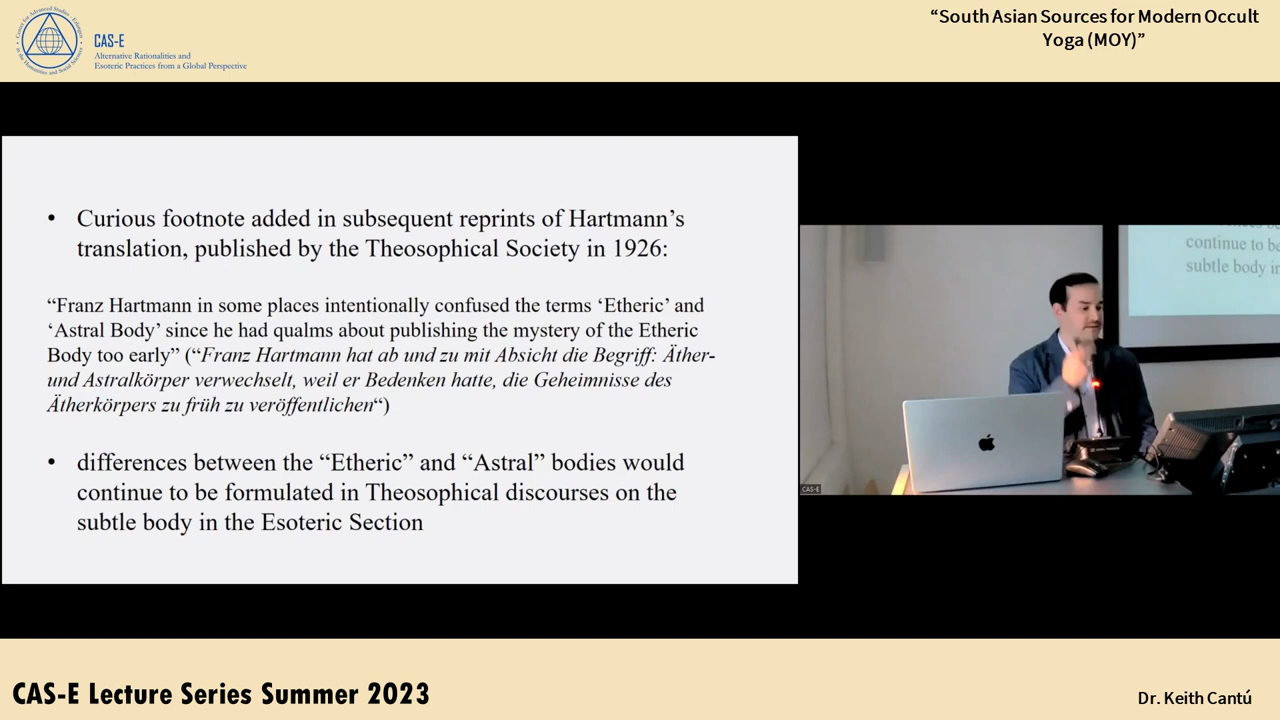 CAS-E
Alternative Rationalities and
Esoteric Practices from a Global Perspective
“South Asian Sources for Modern Occult
Yoga (MOY)”
• Curious footnote added in subsequent reprints of Hartmann’s
translation, published by the Theosophical Society in 1926:
“Franz Hartmann in some places intentionally confused the terms ‘Etheric’ and
‘Astral Body’ since he had qualms about publishing the mystery of the Etheric
Body too early” (“Franz Hartmann hat ab und zu mit Absicht die Begriff: Äther-
und Astralkörper verwechselt, weil er Bedenken hatte, die Geheimnisse des
Ätherkörpers zu früh zu veröffentlichen“)
• differences between the “Etheric” and “Astral” bodies would
continue to be formulated in Theosophical discourses on the
subtle body in the Esoteric Section
continue to be
subtle body in
CAS-E
CAS-E Lecture Series Summer 2023
Dr. Keith Cantú